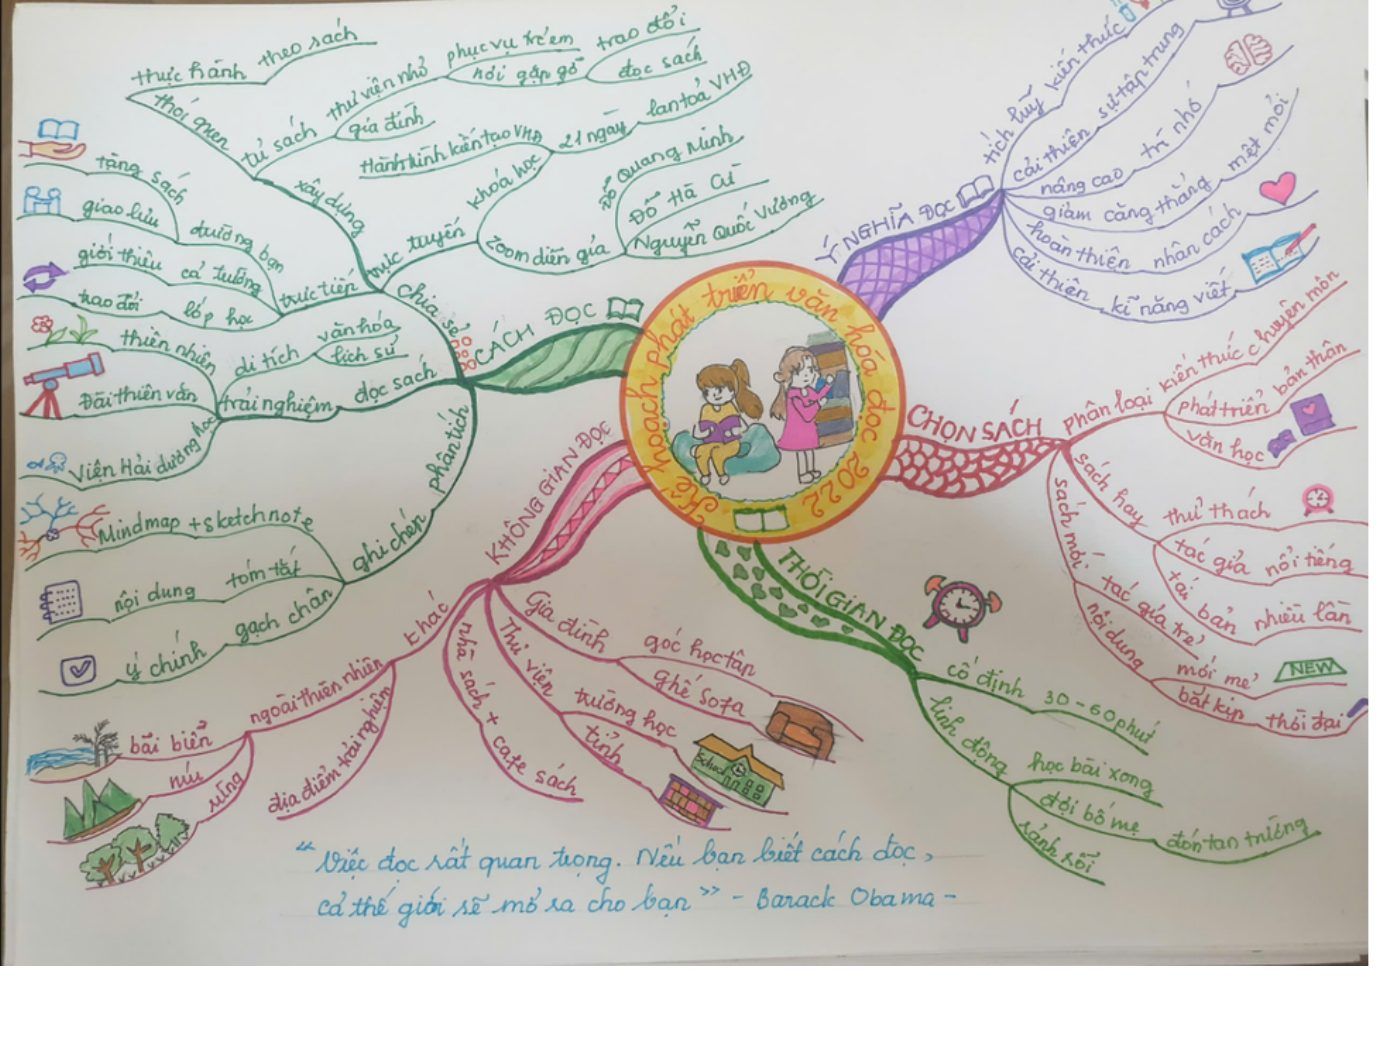 Kế hoạch phát triển văn hóa đọc 2022
Ý NGHĨA ĐỌC
tích lũy kiến thức
cải thiện sự tập trung
nâng cao trí nhớ
giảm căng thẳng mệt mỏi
hoàn thiện nhân cách
cải thiện kĩ năng viết
CHỌN SÁCH
phân loại
kiến thức chuyên môn
phát triển bản thân
văn học
sách hay
thử thách
tác giả nổi tiếng
tái bản nhiều lần
sách mới
tác giả trẻ
nội dung
mới mẻ
NEW
bắt kịp thời đại
THỜI GIAN ĐỌC
cố định 30-60 phút
linh động
học bài xong
đợi bố mẹ đón tan trường
rảnh rỗi
KHÔNG GIAN ĐỌC
Gia đình
góc học tập
ghế Sofa
Thư viện
trường học
School
tỉnh
nhà sách + cafe sách
khác
ngoài thiên nhiên
bãi biển
núi
rừng
địa điểm trải nghiệm
CÁCH ĐỌC
chia sẻ
xây dựng
thói quen
thực hành theo sách
tủ sách
thư viện nhỏ
phục vụ trẻ em
nơi gặp gỡ
trao đổi
đọc sách
gia đình
trực tuyến
khóa học
Hành trình kiến tạo VHĐ
21 ngày lan toả VHĐ
zoom diễn giả
Đỗ Quang Minh
Đỗ Hà Cừ
Nguyễn Quốc Vương
trực tiếp
đường bạn
tặng sách
giao lưu
cả trường
giới thiệu
lớp học
trao đổi
đọc sách
trải nghiệm
di tích
văn hóa
lịch sử
thiên nhiên
Đài thiên văn
Viện Hải dương học
phân tích
ghi chép
Mindmap + sketchnote
tóm tắt nội dung
gạch chân ý chính
“Việc đọc rất quan trọng. Nếu bạn biết cách đọc,
cả thế giới sẽ mở ra cho bạn” - Barack Obama -